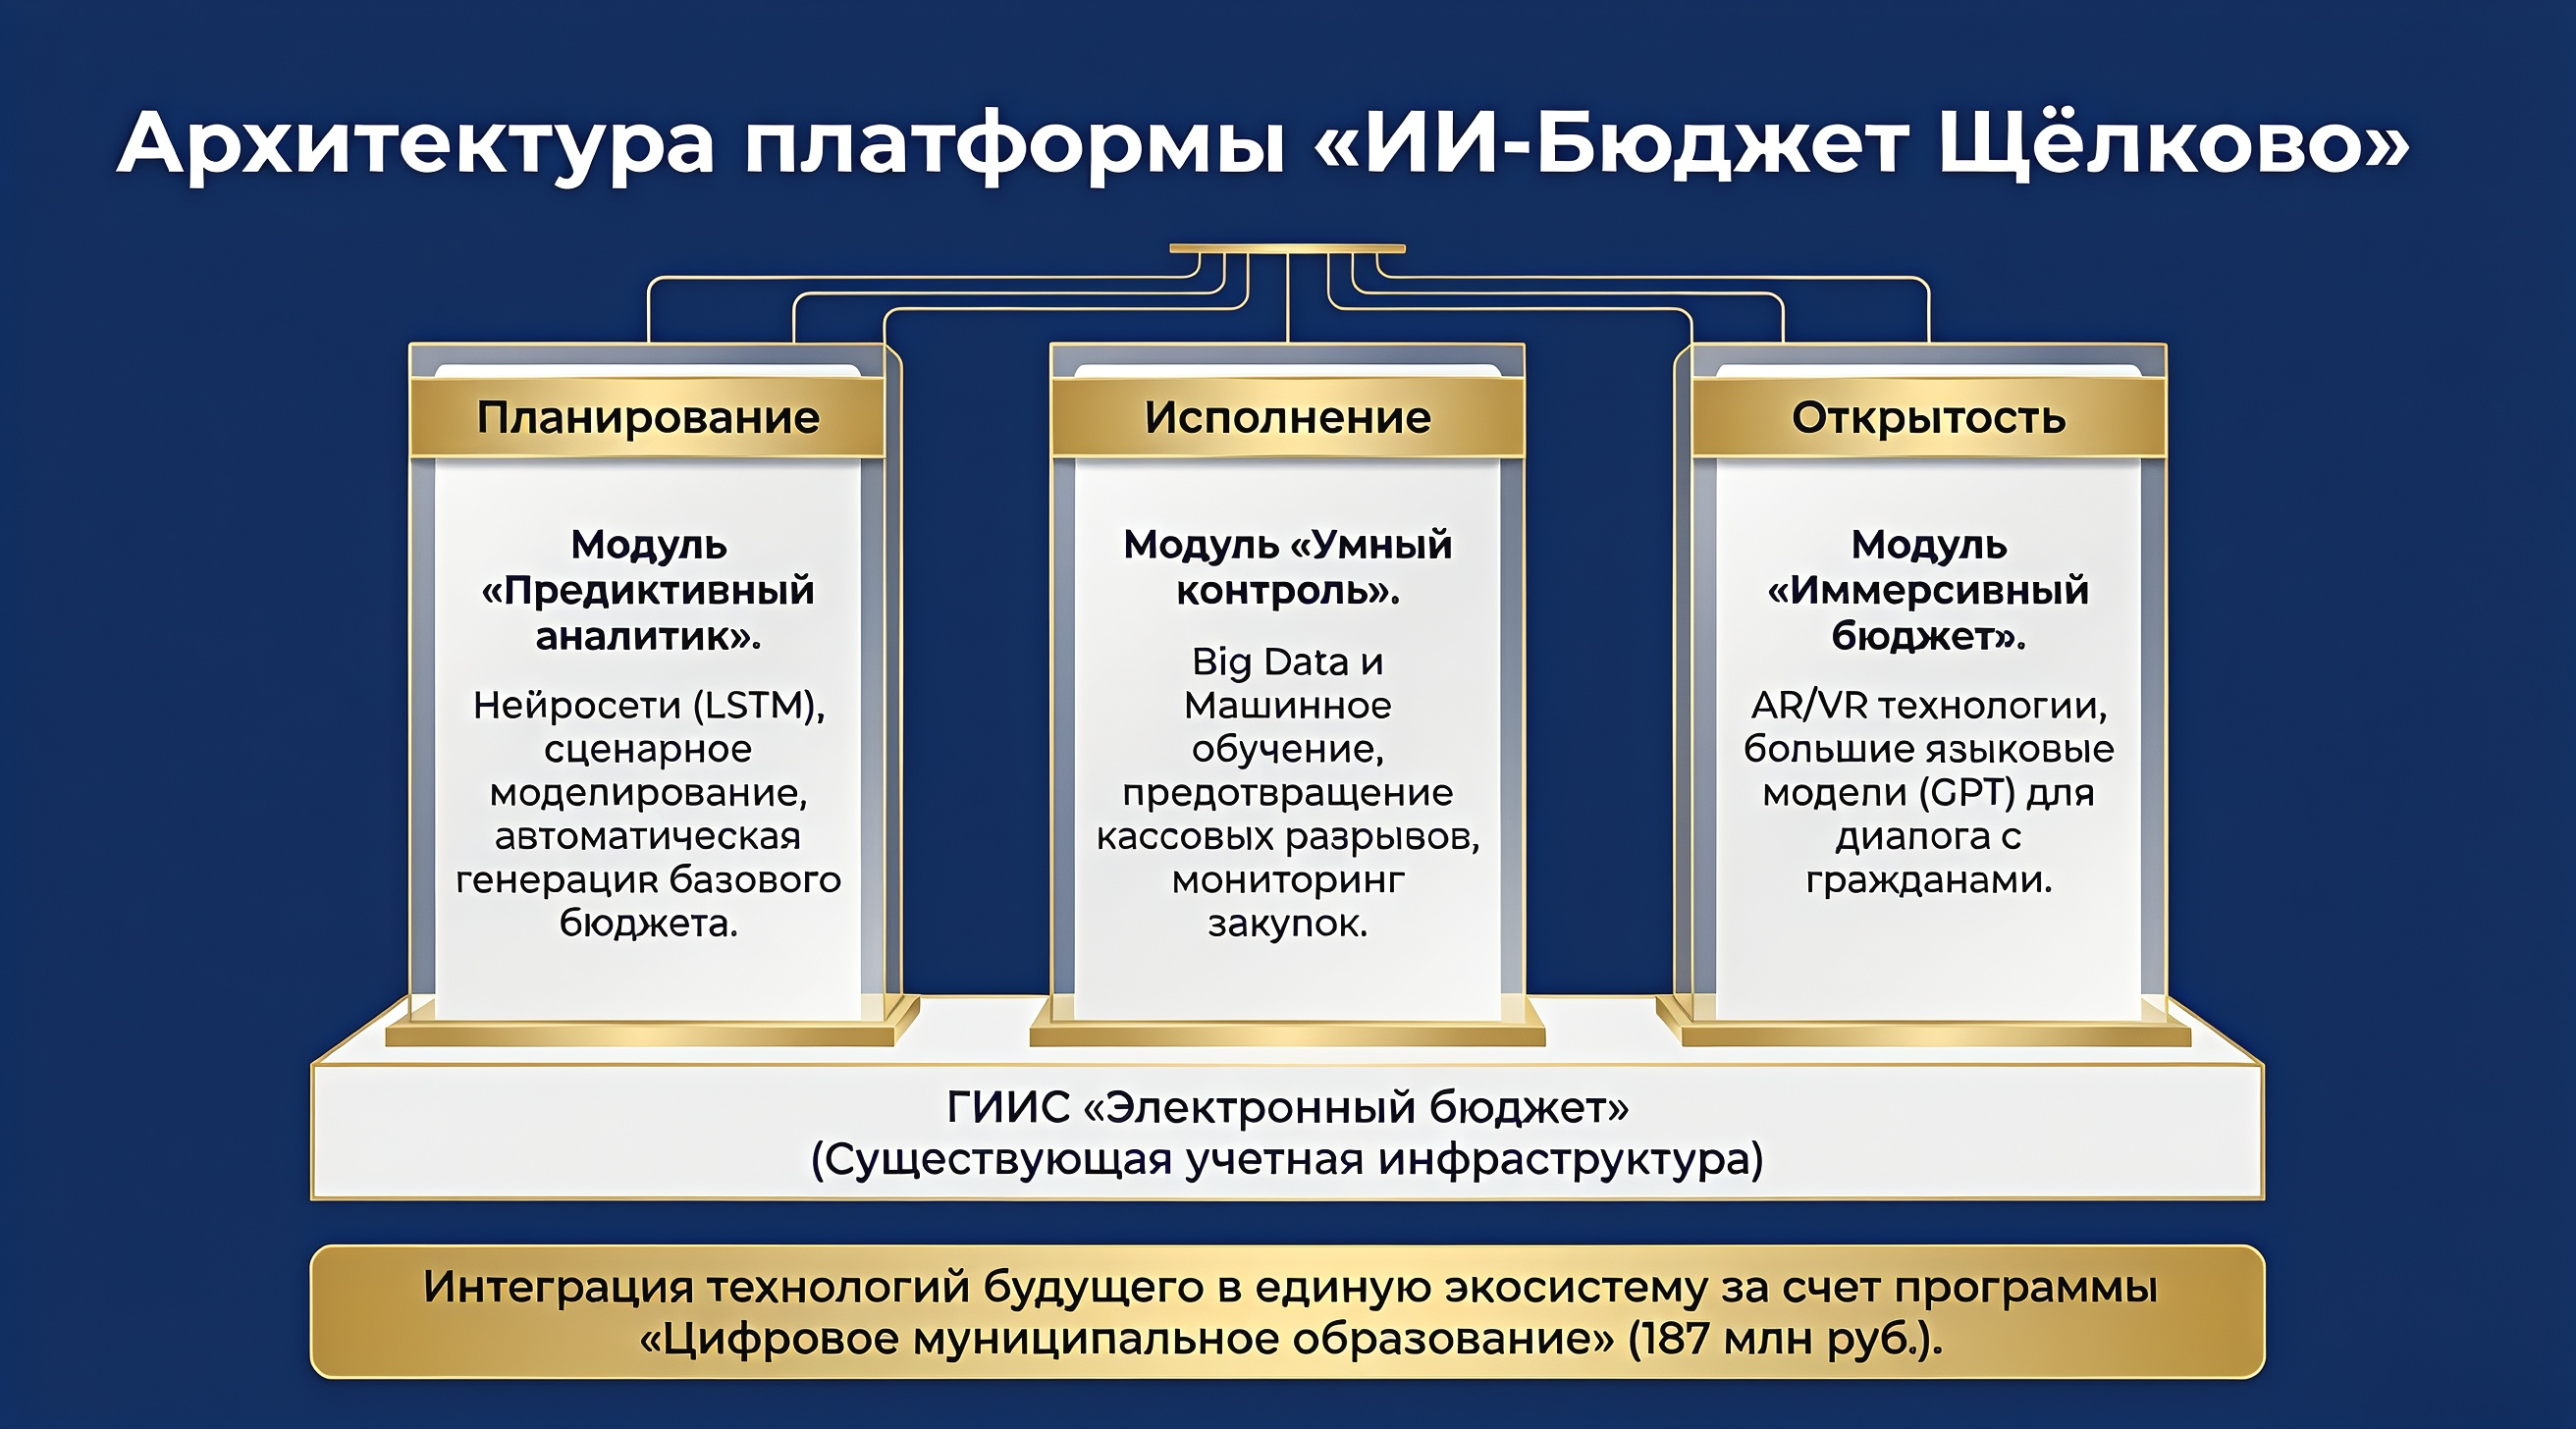 Архитектура платформы «ИИ-Бюджет Щёлково»
Планирование
Модуль
«Предиктивный
аналитик».
Нейросети (LSTM),
сценарное
моделирование,
автоматическая
генерация базового
бюджета.
Исполнение
Модуль «Умный
контроль».
Big Data и
Машинное
обучение,
предотвращение
кассовых разрывов,
мониторинг
закупок.
Открытость
Модуль
«Иммерсивный
бюджет».
AR/VR технологии,
большие языковые
модели (GPT) для
диалога с
гражданами.
ГИИС «Электронный бюджет»
(Существующая учетная инфраструктура)
Интеграция технологий будущего в единую экосистему за счет программы
«Цифровое муниципальное образование» (187 млн руб.).